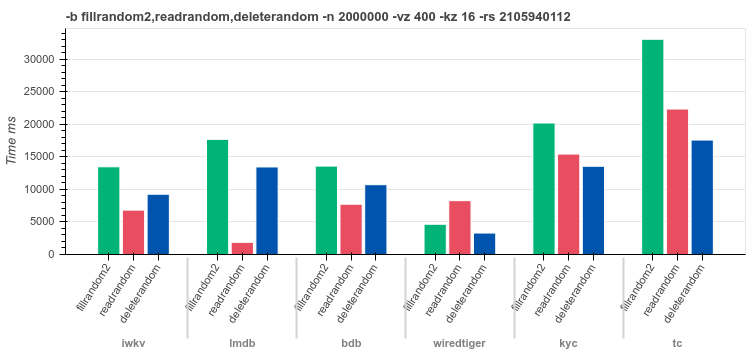 -b fillrandom2,readrandom,deleterandom -n 2000000 -vz 400 -kz 16 -rs 2105940112
Time ms
30000
25000
20000
15000
10000
5000
0
fillrandom2 readrandom deleterandom fillrandom2 readrandom deleterandom fillrandom2 readrandom deleterandom fillrandom2 readrandom deleterandom fillrandom2 readrandom deleterandom fillrandom2 readrandom deleterandom
iwkv lmdb bdb wiredtiger kyc tc